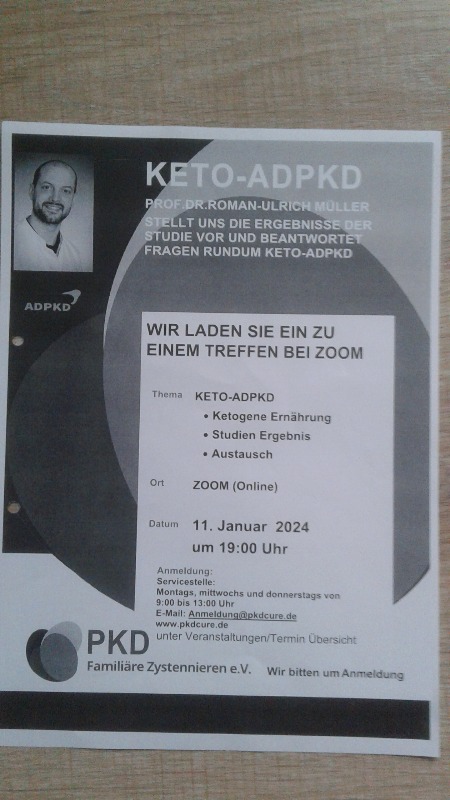 KETO-ADPKD
PROF.DR.ROMAN-ULRICH MÜLLER
STELLT UNS DIE ERGEBNISSE DER
STUDIE VOR UND BEANTWORTET
FRAGEN RUNDUM KETO-ADPKD
ADPKD
WIR LADEN SIE EIN ZU
EINEM TREFFEN BEI ZOOM
Thema KETO-ADPKD
• Ketogene Ernährung
• Studien Ergebnis
• Austausch
Ort ZOOM (Online)
Datum 11. Januar 2024
um 19:00 Uhr
Anmeldung:
Servicestelle:
Montags, mittwochs und donnerstags von
9:00 bis 13:00 Uhr
E-Mail: Anmeldung@pkdcure.de
www.pkdcure.de
unter Veranstaltungen/Termin Übersicht
PKD
Familiäre Zystennieren e.V.
Wir bitten um Anmeldung